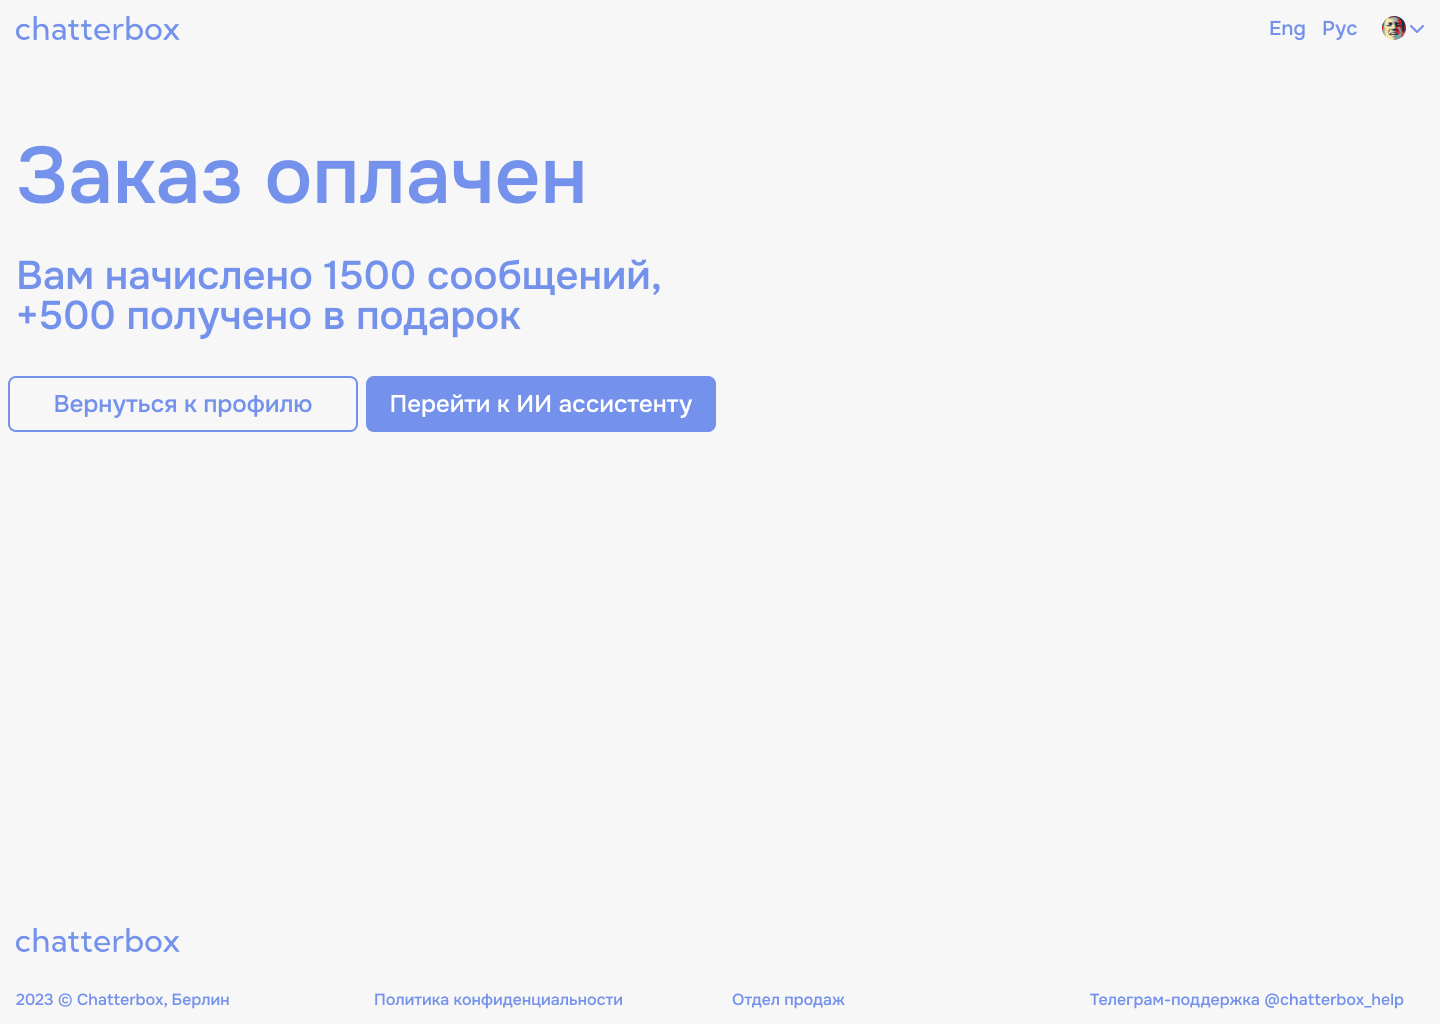 chatterbox
Eng Рус
Заказ оплачен
Вам начислено 1500 сообщений,
+500 получено в подарок
Вернуться к профилю
Перейти к ИИ ассистенту
chatterbox
2023 © Chatterbox, Берлин
Политика конфиденциальности
Отдел продаж
Телеграм-поддержка @chatterbox_help